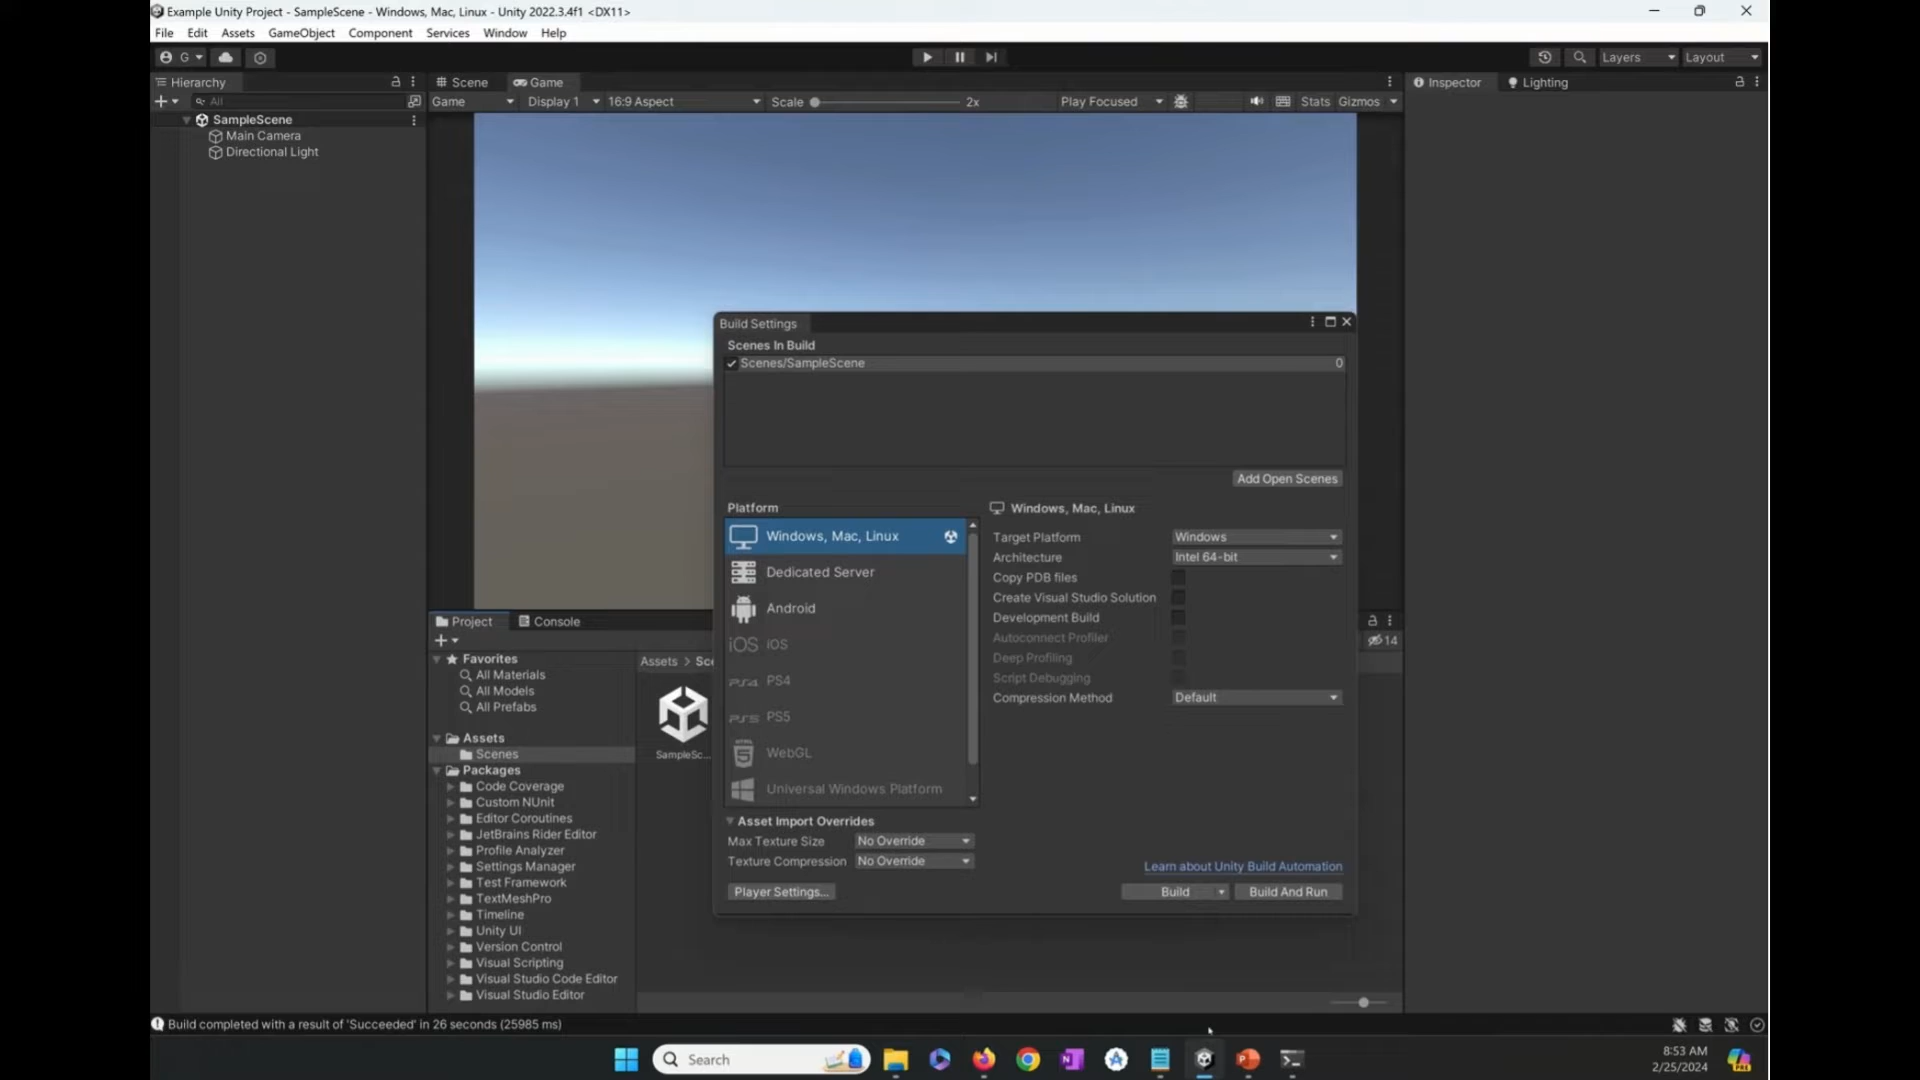 Example Unity Project - SampleScene - Windows, Mac, Linux - Unity 2022.3.4f1 <DX11>
File Edit Assets GameObject Component Services Window Help
G Layers Layout
Hierarchy Scene Game Inspector Lighting
All Game Display 1 16:9 Aspect Scale 2x Play Focused Stats Gizmos
SampleScene
Main Camera
Directional Light
Build Settings
Scenes In Build
Scenes/SampleScene 0
Add Open Scenes
Platform
Windows, Mac, Linux
Dedicated Server
Android
iOS iOS
PS4 PS4
PS5 PS5
HTML 5 WebGL
Universal Windows Platform
Windows, Mac, Linux
Target Platform Windows
Architecture Intel 64-bit
Copy PDB files
Create Visual Studio Solution
Development Build
Autoconnect Profiler
Deep Profiling
Script Debugging
Compression Method Default
Asset Import Overrides
Max Texture Size No Override
Texture Compression No Override
Learn about Unity Build Automation
Player Settings... Build Build And Run
Project Console
14
Favorites
All Materials
All Models
All Prefabs
Assets
Scenes
Packages
Code Coverage
Custom NUnit
Editor Coroutines
JetBrains Rider Editor
Profile Analyzer
Settings Manager
Test Framework
TextMeshPro
Timeline
Unity UI
Version Control
Visual Scripting
Visual Studio Code Editor
Visual Studio Editor
Assets > Sce
SampleSc...
Build completed with a result of 'Succeeded' in 26 seconds (25985 ms)
Search
N
P
8:53 AM
2/25/2024
PRE